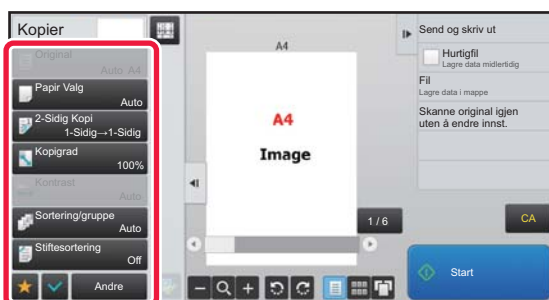 Kopier
Original
Auto A4
Papir Valg
Auto
2-Sidig Kopi
1-Sidig→1-Sidig
Kopigrad
100%
Kontrast
Auto
Sortering/gruppe
Auto
Stiftesortering
Off
Andre
A4
A4
Image
1 / 6
Send og skriv ut
Hurtigfil
Lagre data midlertidig
Fil
Lagre data i mappe
Skanne original igjen
uten å endre innst.
CA
Start